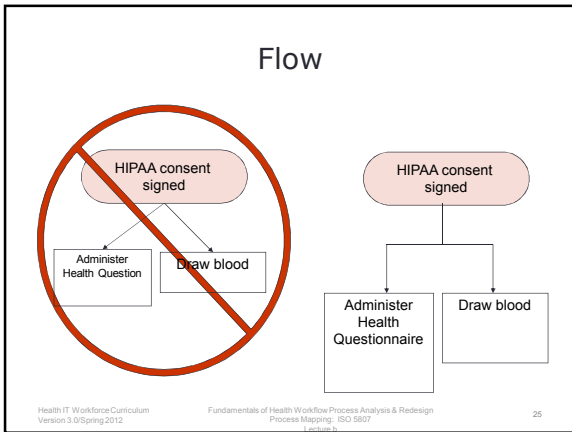 Flow
HIPAA consent
signed
Administer
Health Question
Draw blood
HIPAA consent
signed
Administer
Health
Questionnaire
Draw blood
Health IT Workforce Curriculum
Version 3.0/Spring 2012
Fundamentals of Health Workflow Process Analysis & Redesign
Process Mapping: ISO 5807
Lecture b
25